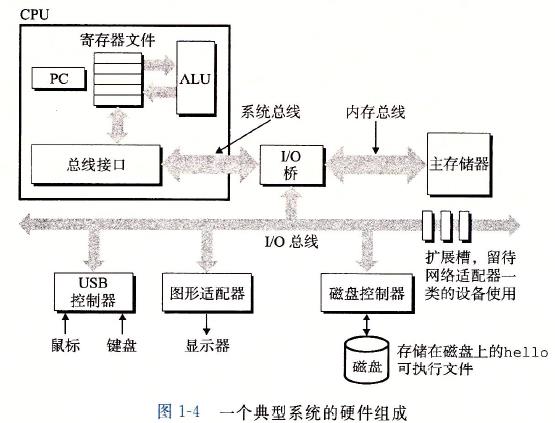 CPU
寄存器文件
PC
ALU
系统总线
内存总线
总线接口
I/O
桥
主存储器
I/O 总线
扩展槽，留待
网络适配器一
类的设备使用
USB
控制器
图形适配器
磁盘控制器
鼠标
键盘
显示器
磁盘
存储在磁盘上的hello
可执行文件
图 1-4 一个典型系统的硬件组成